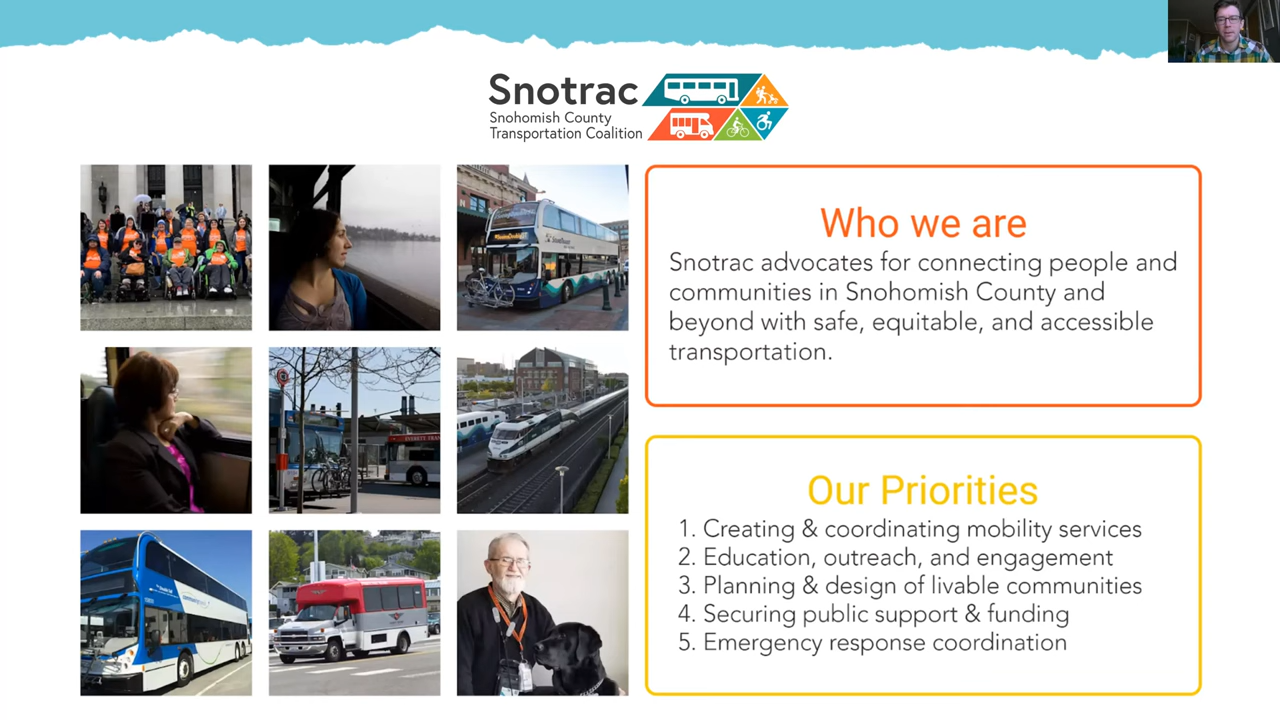 Snotrac
Snohomish County
Transportation Coalition
Who we are
Snotrac advocates for connecting people and
communities in Snohomish County and
beyond with safe, equitable, and accessible
transportation.
EVERETT TRAN
Our Priorities
1. Creating & coordinating mobility services
2. Education, outreach, and engagement
3. Planning & design of livable communities
4. Securing public support & funding
5. Emergency response coordination